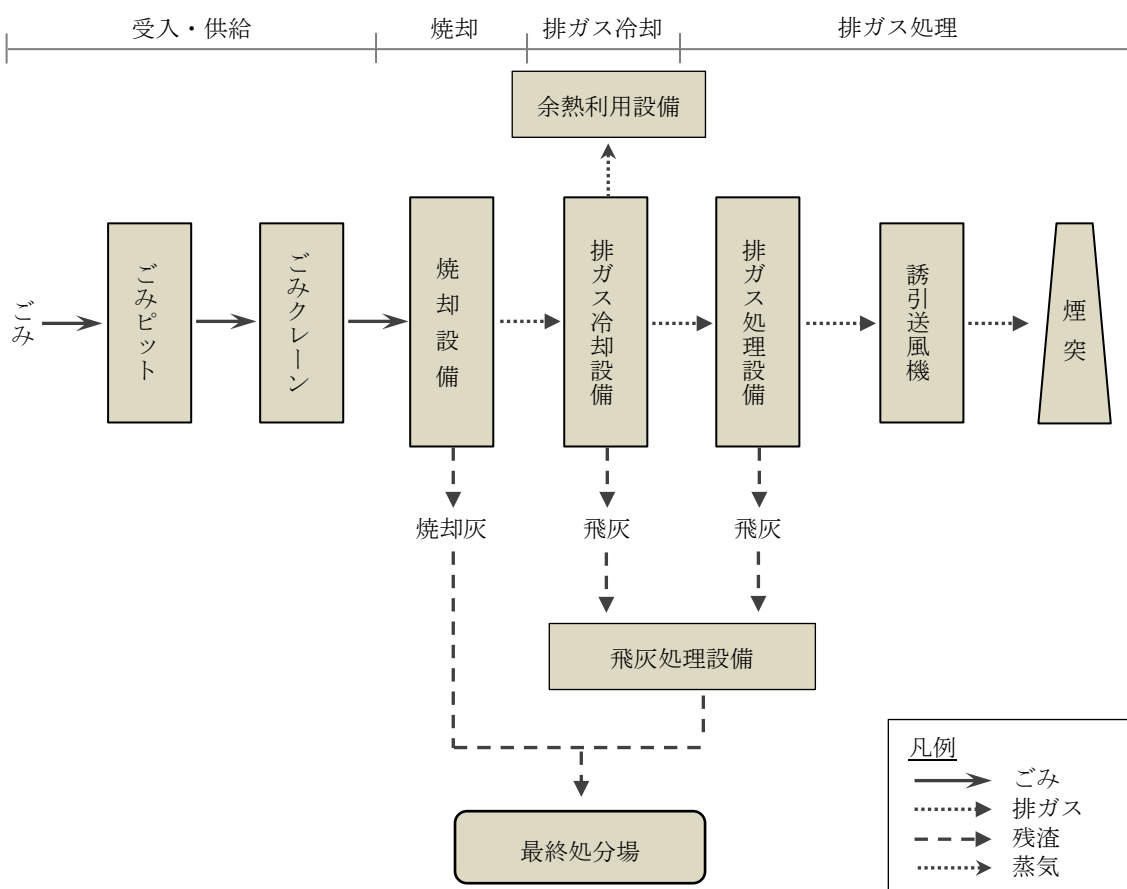 受入・供給
焼却
排ガス冷却
排ガス処理
余熱利用設備
ごみ
ごみピット
ごみクレーン
焼却設備
排ガス冷却設備
排ガス処理設備
誘引送風機
煙突
焼却灰
飛灰
飛灰
飛灰処理設備
最終処分場
凡例
ごみ
排ガス
残渣
蒸気